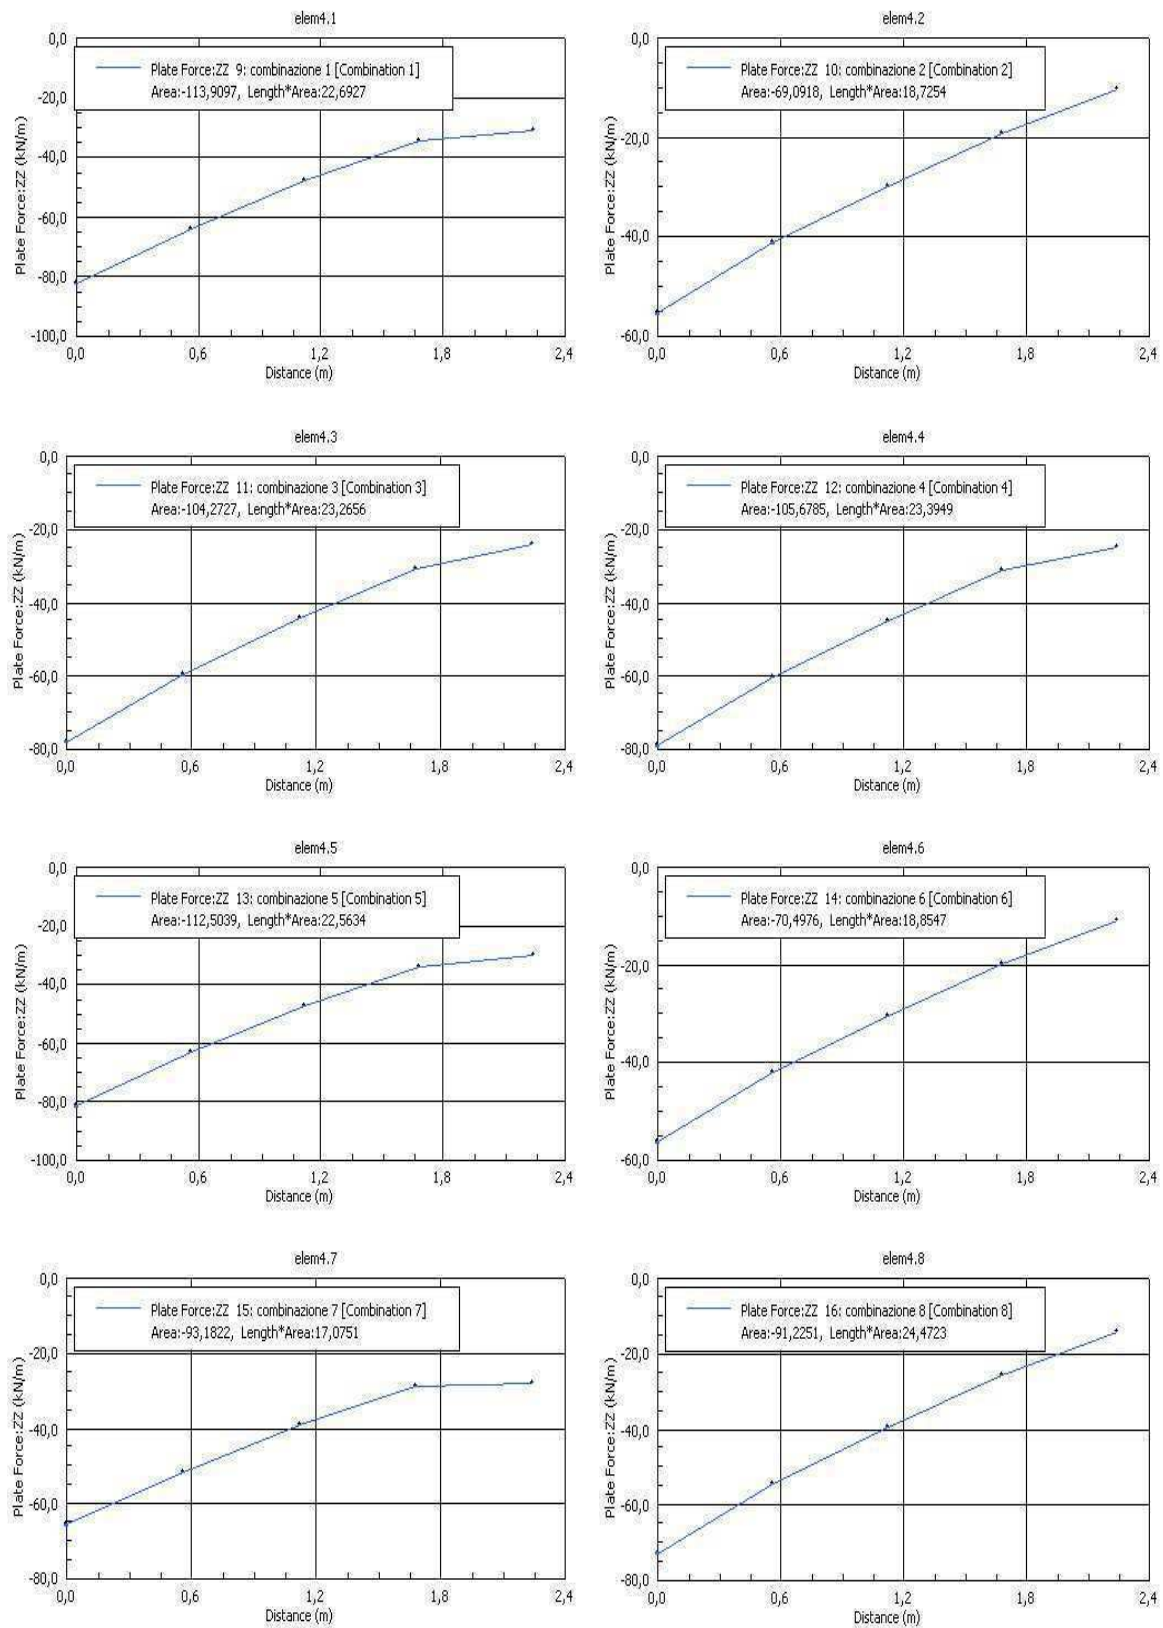 elem4.1
Plate Force:ZZ 9: combinazione 1 [Combination 1]
Area:-113,9097, Length*Area:22,6927
Plate Force:ZZ (kN/m)
0,0
-20,0
-40,0
-60,0
-80,0
-100,0
0,0 0,6 1,2 1,8 2,4
Distance (m)
elem4.2
Plate Force:ZZ 10: combinazione 2 [Combination 2]
Area:-69,0918, Length*Area:18,7254
Plate Force:ZZ (kN/m)
0,0
-20,0
-40,0
-60,0
0,0 0,6 1,2 1,8 2,4
Distance (m)
elem4.3
Plate Force:ZZ 11: combinazione 3 [Combination 3]
Area:-104,2727, Length*Area:23,2656
Plate Force:ZZ (kN/m)
0,0
-20,0
-40,0
-60,0
-80,0
0,0 0,6 1,2 1,8 2,4
Distance (m)
elem4.4
Plate Force:ZZ 12: combinazione 4 [Combination 4]
Area:-105,6785, Length*Area:23,3949
Plate Force:ZZ (kN/m)
0,0
-20,0
-40,0
-60,0
-80,0
0,0 0,6 1,2 1,8 2,4
Distance (m)
elem4.5
Plate Force:ZZ 13: combinazione 5 [Combination 5]
Area:-112,5039, Length*Area:22,5634
Plate Force:ZZ (kN/m)
0,0
-20,0
-40,0
-60,0
-80,0
-100,0
0,0 0,6 1,2 1,8 2,4
Distance (m)
elem4.6
Plate Force:ZZ 14: combinazione 6 [Combination 6]
Area:-70,4976, Length*Area:18,8547
Plate Force:ZZ (kN/m)
0,0
-20,0
-40,0
-60,0
0,0 0,6 1,2 1,8 2,4
Distance (m)
elem4.7
Plate Force:ZZ 15: combinazione 7 [Combination 7]
Area:-93,1822, Length*Area:17,0751
Plate Force:ZZ (kN/m)
0,0
-20,0
-40,0
-60,0
-80,0
0,0 0,6 1,2 1,8 2,4
Distance (m)
elem4.8
Plate Force:ZZ 16: combinazione 8 [Combination 8]
Area:-91,2251, Length*Area:24,4723
Plate Force:ZZ (kN/m)
0,0
-20,0
-40,0
-60,0
-80,0
0,0 0,6 1,2 1,8 2,4
Distance (m)